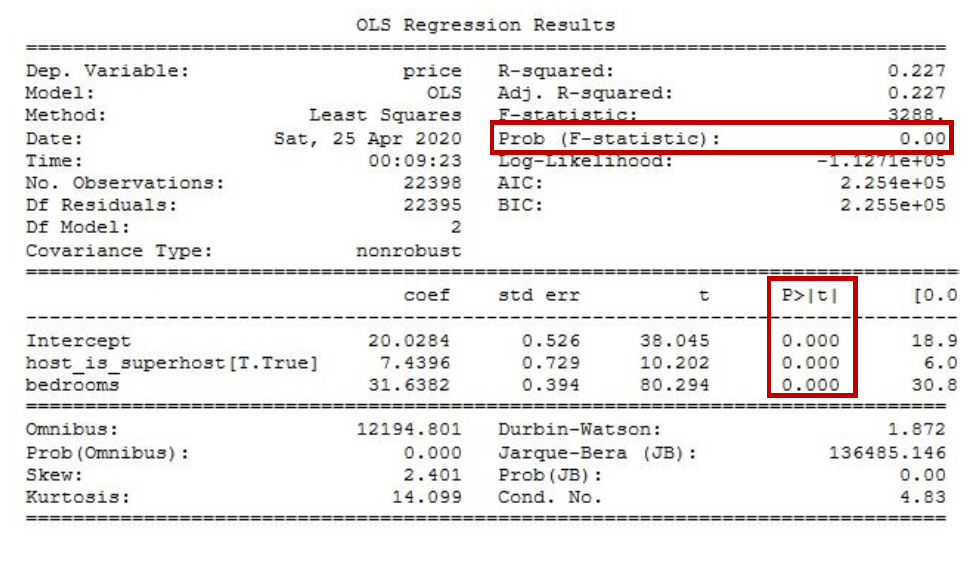 OLS Regression Results
Dep. Variable: price R-squared: 0.227
Model: OLS Adj. R-squared: 0.227
Method: Least Squares F-statistic: 3288.
Date: Sat, 25 Apr 2020 Prob (F-statistic): 0.00
Time: 00:09:23 Log-Likelihood: -1.1271e+05
No. Observations: 22398 AIC: 2.254e+05
Df Residuals: 22395 BIC: 2.255e+05
Df Model: 2
Covariance Type: nonrobust
coef std err t P>|t| [0.0
Intercept 20.0284 0.526 38.045 0.000 18.9
host_is_superhost[T.True] 7.4396 0.729 10.202 0.000 6.0
bedrooms 31.6382 0.394 80.294 0.000 30.8
Omnibus: 12194.801 Durbin-Watson: 1.872
Prob(Omnibus): 0.000 Jarque-Bera (JB): 136485.146
Skew: 2.401 Prob(JB): 0.00
Kurtosis: 14.099 Cond. No. 4.83